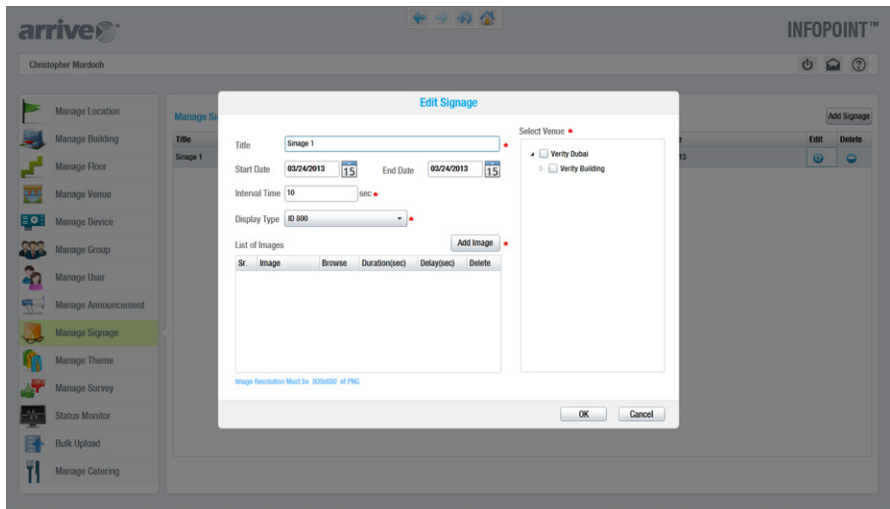 arrive
INFOPOINT™
Christopher Murdoch
Manage Location
Manage Building
Manage Floor
Manage Venue
Manage Device
Manage Group
Manage User
Manage Announcement
Manage Signage
Manage Theme
Manage Survey
Status Monitor
Bulk Upload
Manage Catering
Manage Si
Add Signage
Title
Edit Delete
Sinage 1
13
Edit Signage
Title Sinage 1 *
Start Date 03/24/2013 15 End Date 03/24/2013 15
Interval Time 10 sec *
Display Type ID 800 *
List of Images Add Image *
Sr. Image Browse Duration(sec) Delay(sec) Delete
Image Resolution Must be 800x600 of PNG
Select Venue *
Verity Dubai
Verity Building
OK Cancel